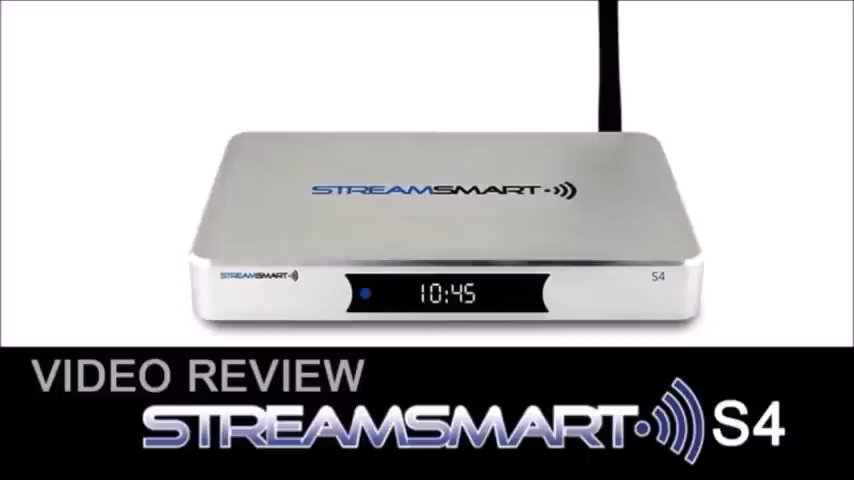 STREAMSMART
STREAMSMART
10:45
S4
VIDEO REVIEW
STREAMSMART S4